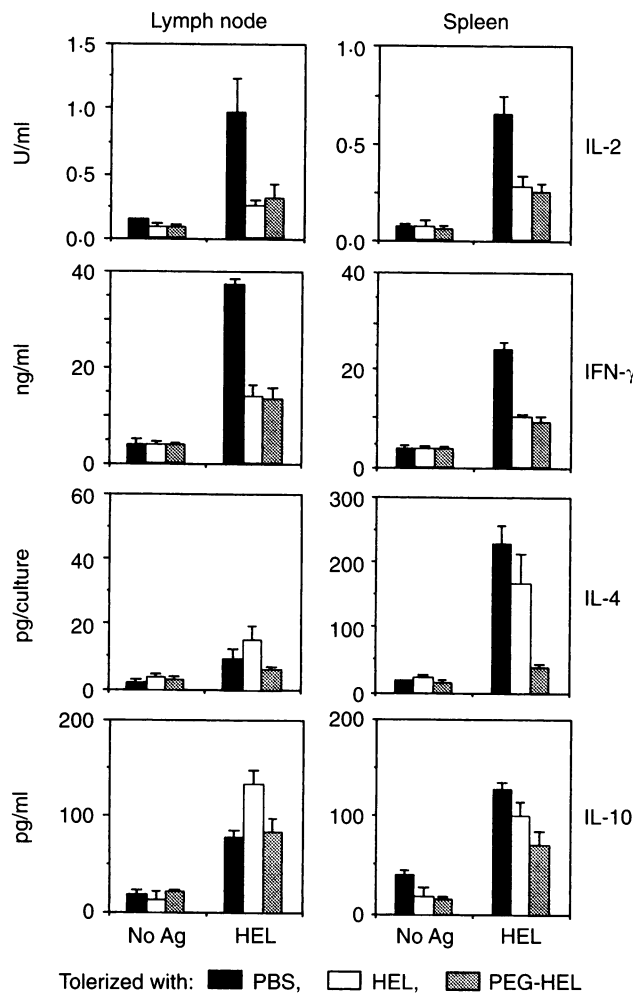 Lymph node Spleen
1·5
1·0
0·5
0·0
U/ml
1·0
0·5
0·0
IL-2
40
20
0
ng/ml
40
20
0
IFN-γ
60
40
20
0
pg/culture
300
200
100
0
IL-4
200
100
0
pg/ml
200
100
0
IL-10
No Ag HEL No Ag HEL
Tolerized with: PBS, HEL, PEG-HEL